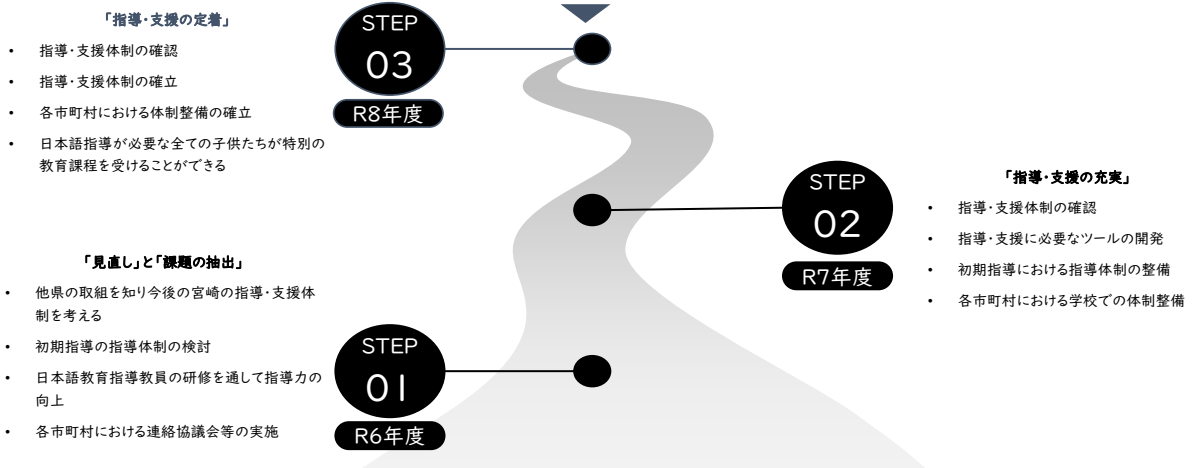 「指導・支援の定着」
• 指導・支援体制の確認
• 指導・支援体制の確立
• 各市町村における体制整備の確立
• 日本語指導が必要な全ての子供たちが特別の
教育課程を受けることができる
STEP
03
R8年度
STEP
02
R7年度
「指導・支援の充実」
• 指導・支援体制の確認
• 指導・支援に必要なツールの開発
• 初期指導における指導体制の整備
• 各市町村における学校での体制整備
「見直し」と「課題の抽出」
• 他県の取組を知り今後の宮崎の指導・支援体
制を考える
• 初期指導の指導体制の検討
• 日本語教育指導教員の研修を通して指導力の
向上
• 各市町村における連絡協議会等の実施
STEP
01
R6年度